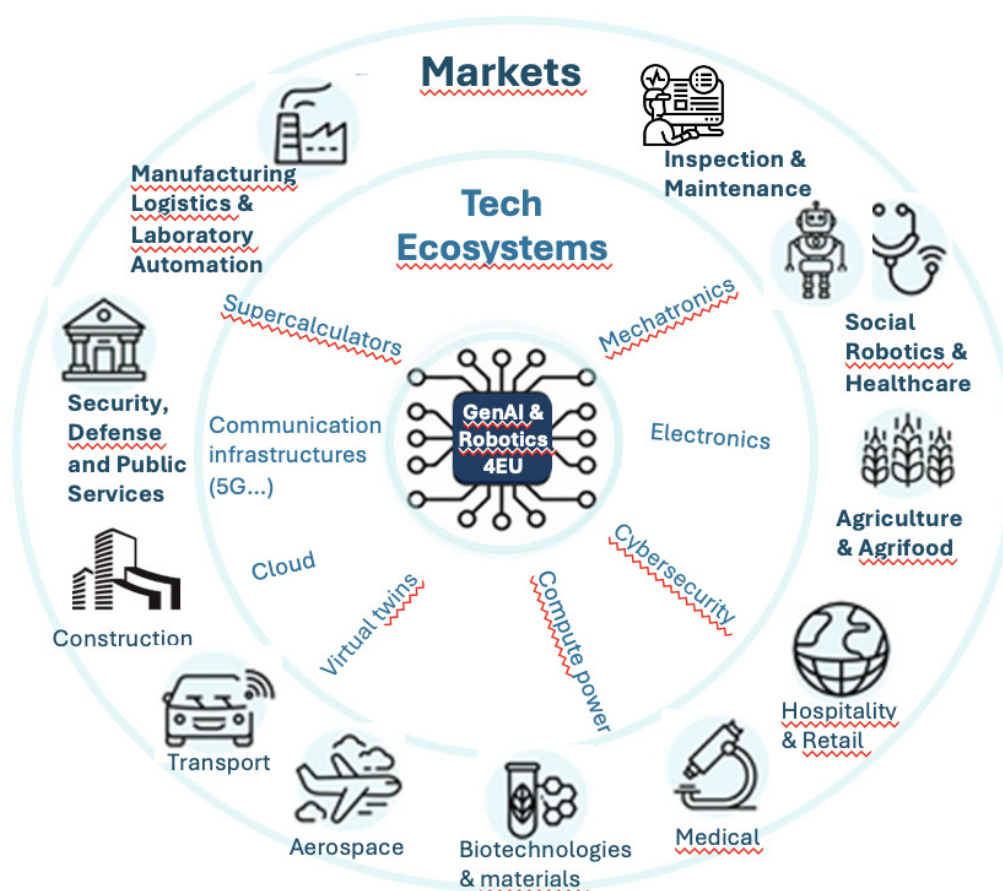 Markets
Manufacturing
Logistics &
Laboratory
Automation
Inspection &
Maintenance
Tech
Ecosystems
Supercalculators
Mechatronics
Social
Robotics &
Healthcare
Security,
Defense
and Public
Services
Communication
infrastructures
(5G...)
GenAI &
Robotics
4EU
Electronics
Agriculture
& Agrifood
Cloud
Virtual twins
Compute power
Cybersecurity
Construction
Transport
Aerospace
Biotechnologies
& materials
Medical
Hospitality
& Retail